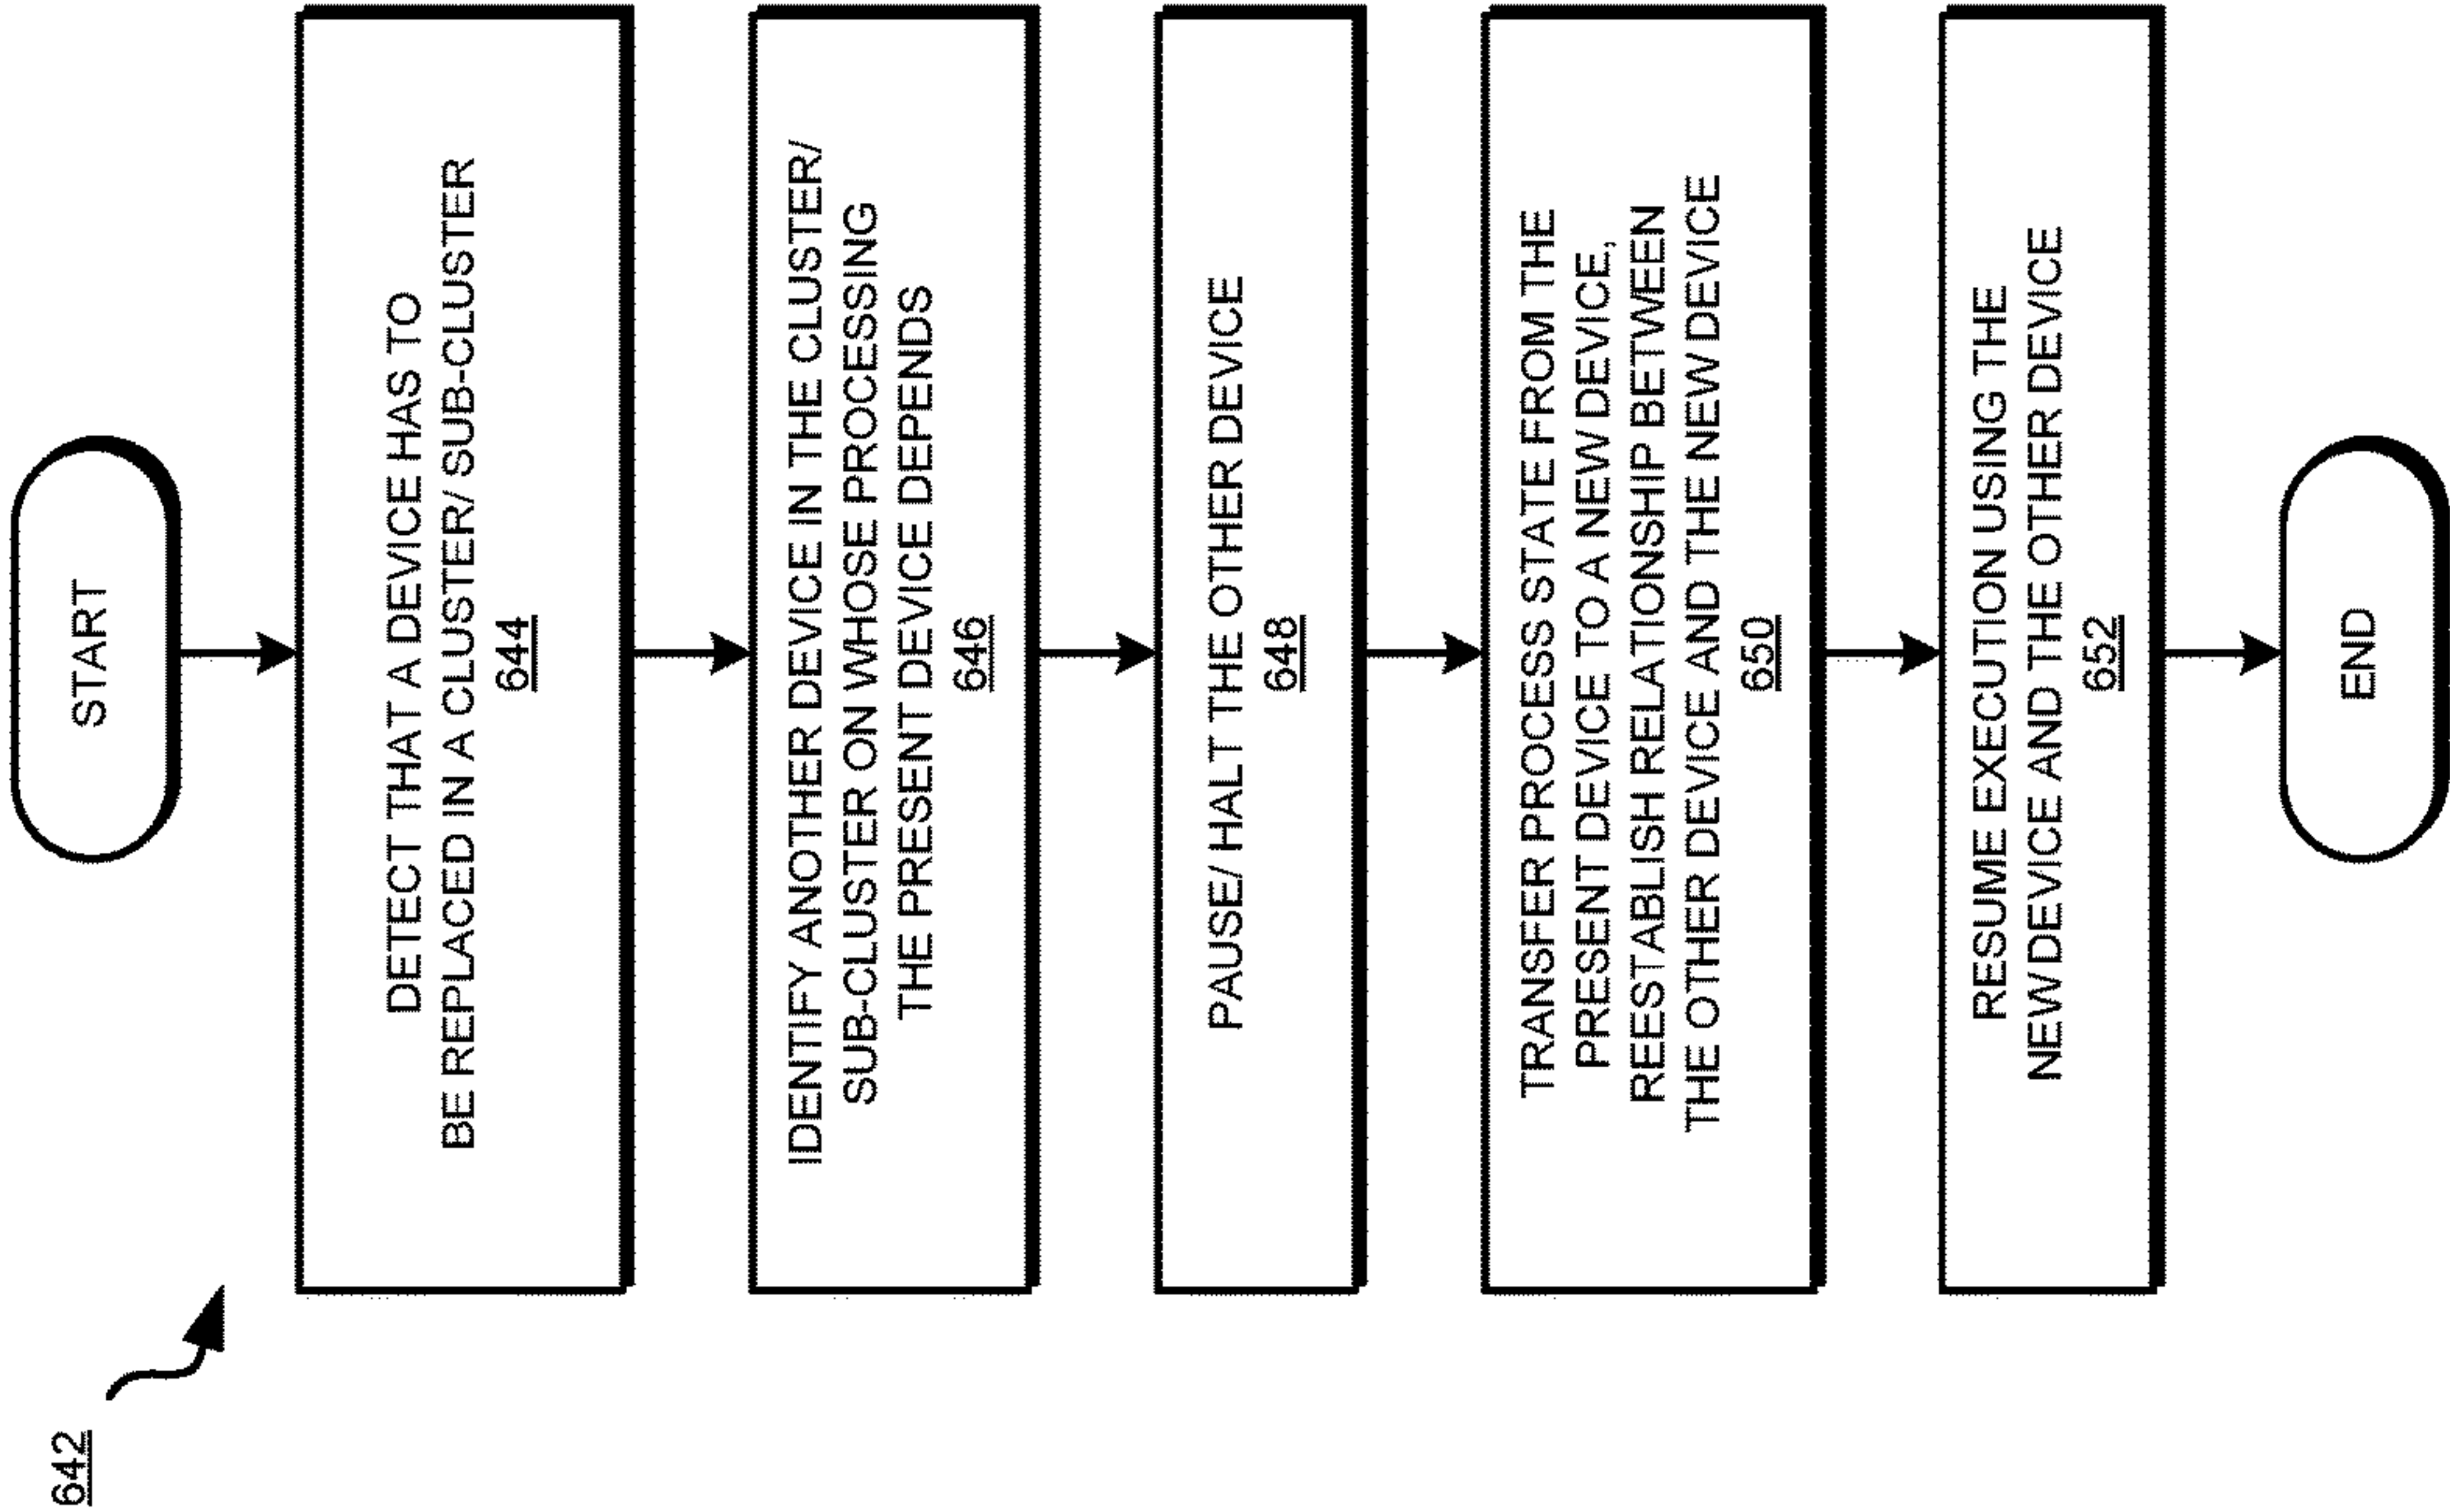 642
START
DETECT THAT A DEVICE HAS TO
BE REPLACED IN A CLUSTER/ SUB-CLUSTER
644
IDENTIFY ANOTHER DEVICE IN THE CLUSTER/
SUB-CLUSTER ON WHOSE PROCESSING
THE PRESENT DEVICE DEPENDS
646
PAUSE/ HALT THE OTHER DEVICE
648
TRANSFER PROCESS STATE FROM THE
PRESENT DEVICE TO A NEW DEVICE,
REESTABLISH RELATIONSHIP BETWEEN
THE OTHER DEVICE AND THE NEW DEVICE
650
RESUME EXECUTION USING THE
NEW DEVICE AND THE OTHER DEVICE
652
END